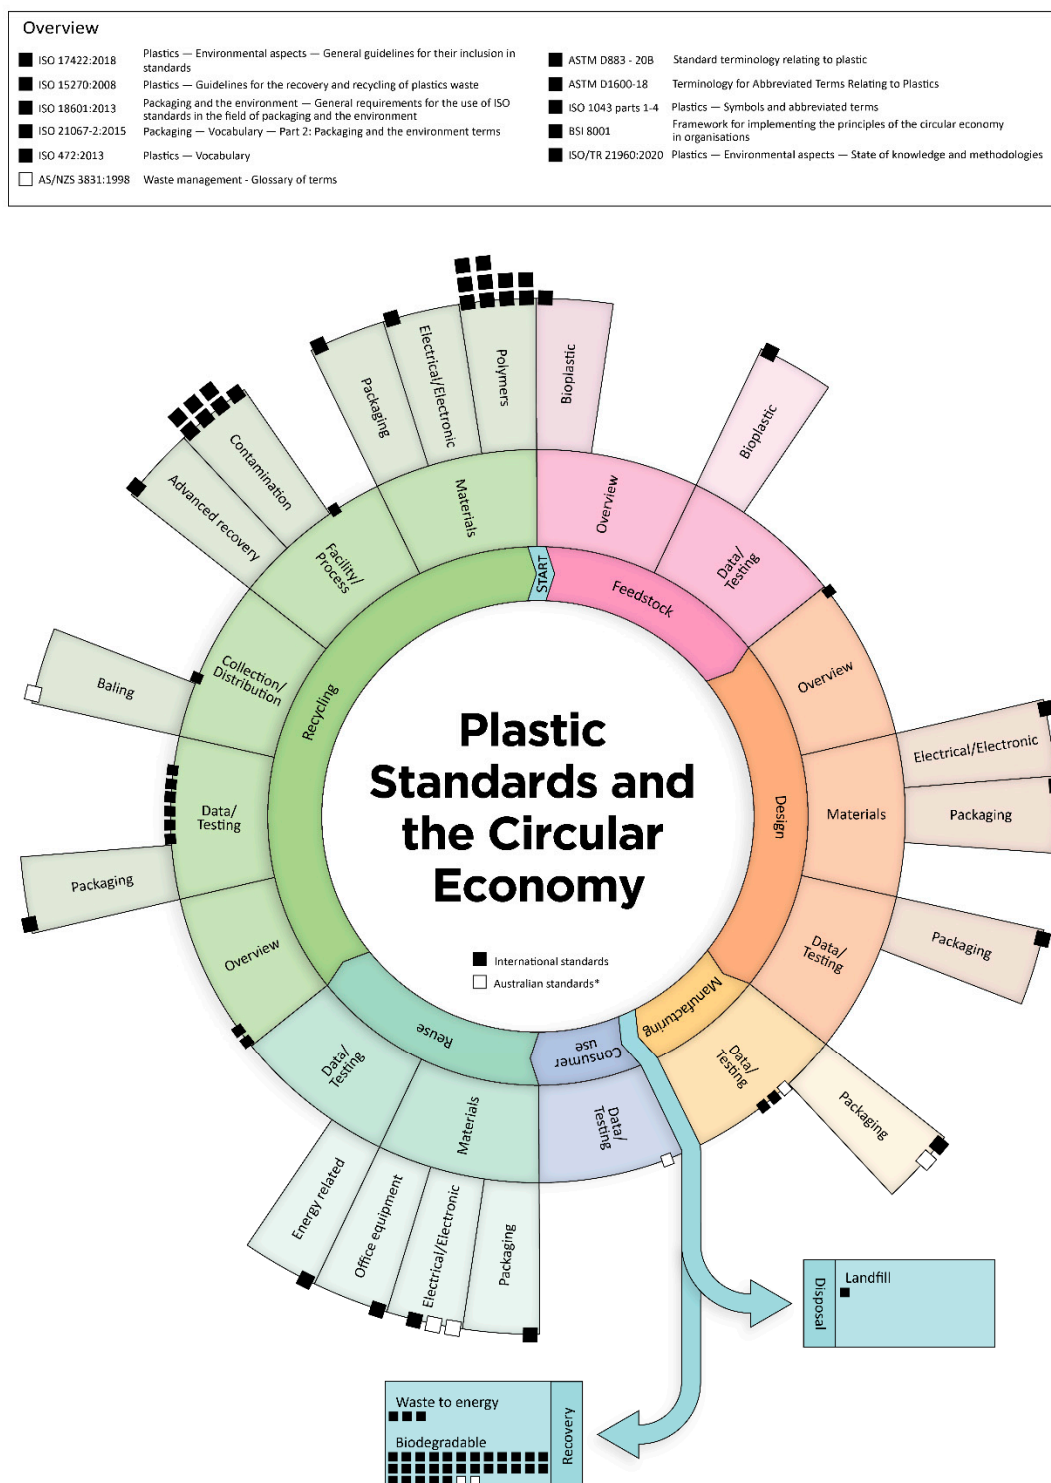 Overview
ISO 17422:2018 Plastics — Environmental aspects — General guidelines for their inclusion in
standards
ISO 15270:2008 Plastics — Guidelines for the recovery and recycling of plastics waste
ISO 18601:2013 Packaging and the environment — General requirements for the use of ISO
standards in the field of packaging and the environment
ISO 21067-2:2015 Packaging — Vocabulary — Part 2: Packaging and the environment terms
ISO 472:2013 Plastics — Vocabulary
AS/NZS 3831:1998 Waste management - Glossary of terms
ASTM D883 - 20B Standard terminology relating to plastic
ASTM D1600-18 Terminology for Abbreviated Terms Relating to Plastics
ISO 1043 parts 1-4 Plastics — Symbols and abbreviated terms
BSI 8001 Framework for implementing the principles of the circular economy
in organisations
ISO/TR 21960:2020 Plastics — Environmental aspects — State of knowledge and methodologies
START
Feedstock
Overview
Bioplastic
Data/
Testing
Bioplastic
Design
Overview
Materials
Electrical/Electronic
Packaging
Data/
Testing
Packaging
Manufacturing
Data/
Testing
Packaging
Consumer
use
Data/
Testing
Reuse
Materials
Packaging
Electrical/Electronic
Office equipment
Energy related
Data/
Testing
Recycling
Overview
Packaging
Data/
Testing
Collection/
Distribution
Baling
Facility/
Process
Advanced recovery
Contamination
Materials
Packaging
Electrical/Electronic
Polymers
Plastic
Standards and
the Circular
Economy
International standards
Australian standards*
Disposal
Landfill
Recovery
Waste to energy
Biodegradable